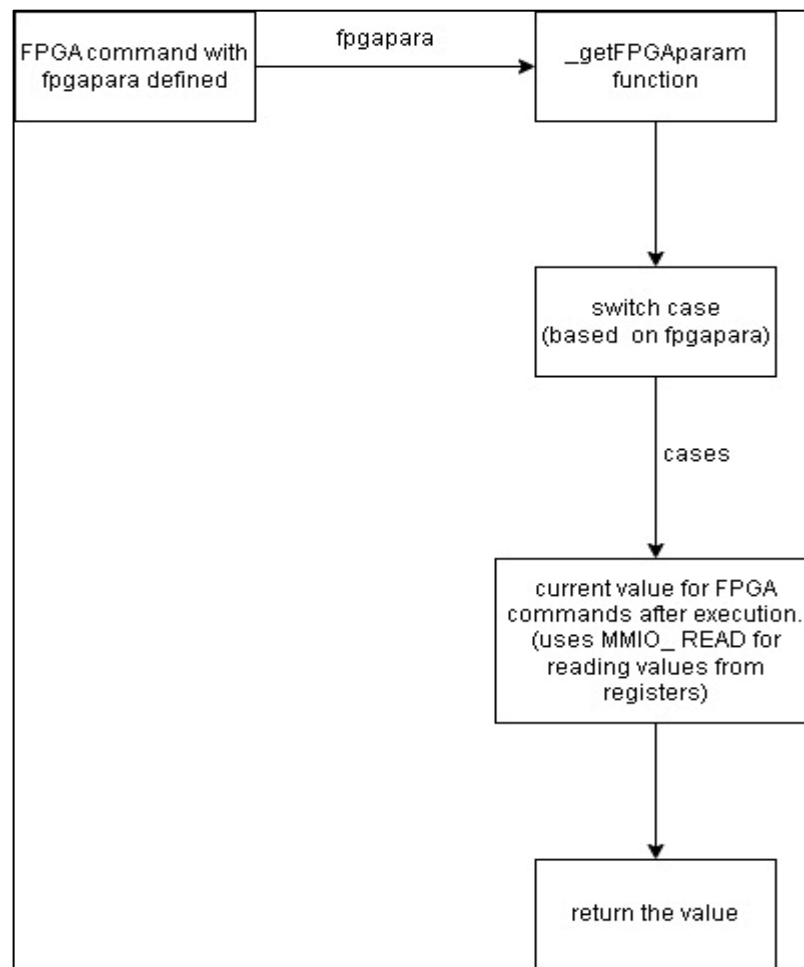 FPGA command with
fpgapara defined
fpgapara
_getFPGAparam
function
switch case
(based on fpgapara)
cases
current value for FPGA
commands after execution.
(uses MMIO_ READ for
reading values from
registers)
return the value